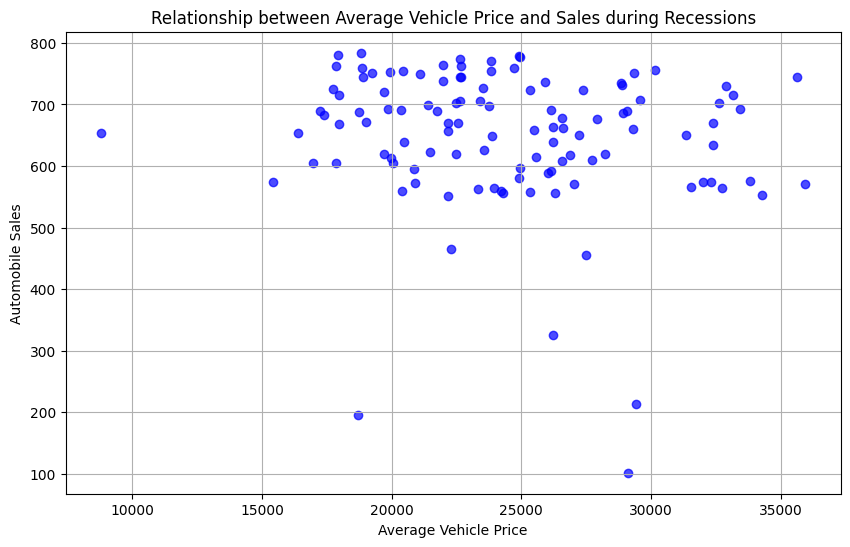 Relationship between Average Vehicle Price and Sales during Recessions
800
700
600
500
400
300
200
100
Automobile Sales
10000 15000 20000 25000 30000 35000
Average Vehicle Price